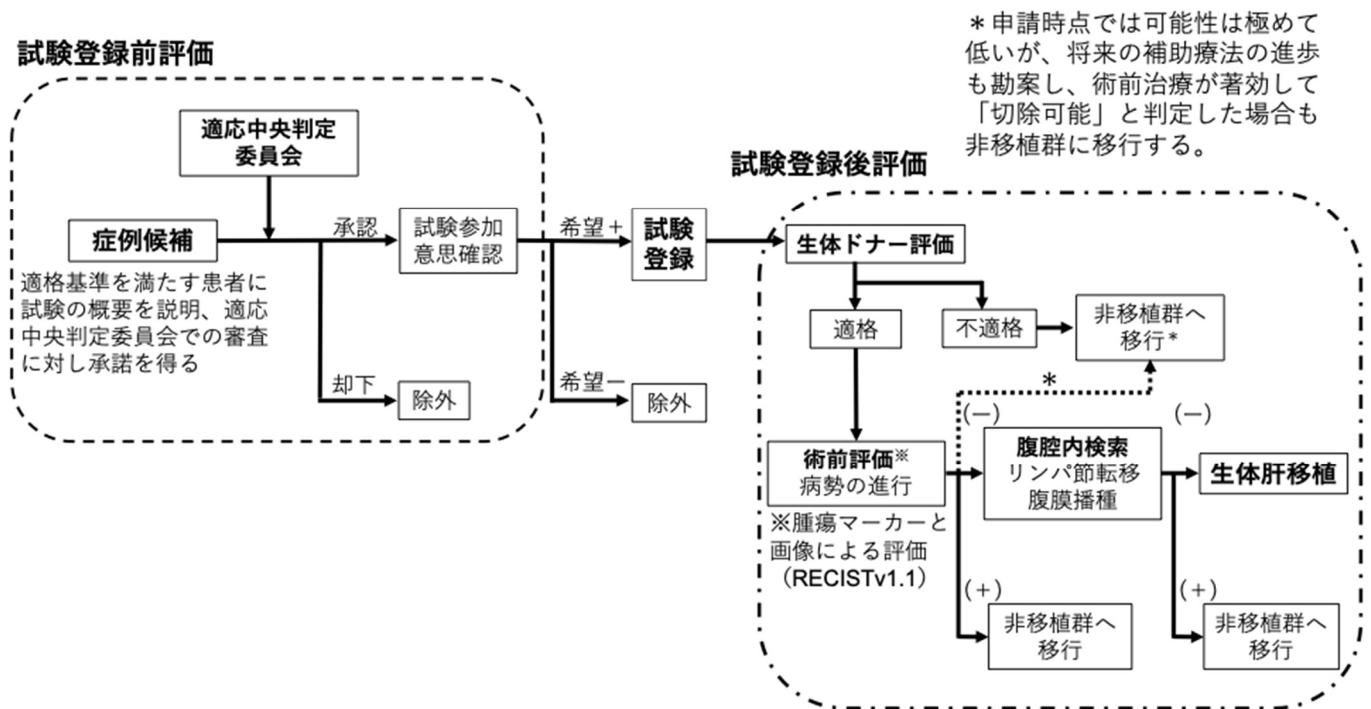 *申請時点では可能性は極めて
低いが、将来の補助療法の進歩
も勘案し、術前治療が著効して
「切除可能」と判定した場合も
非移植群に移行する。
試験登録前評価
適応中央判定
委員会
症例候補
承認
試験参加
意思確認
希望+
試験
登録
適格基準を満たす患者に
試験の概要を説明、適応
中央判定委員会での審査
に対し承諾を得る
却下
除外
希望ー
除外
試験登録後評価
生体ドナー評価
適格
不適格
非移植群へ
移行*
*
(ー)
術前評価※
病勢の進行
※腫瘍マーカーと
画像による評価
(RECISTv1.1)
腹腔内検索
リンパ節転移
腹膜播種
(ー)
生体肝移植
(+)
非移植群へ
移行
(+)
非移植群へ
移行